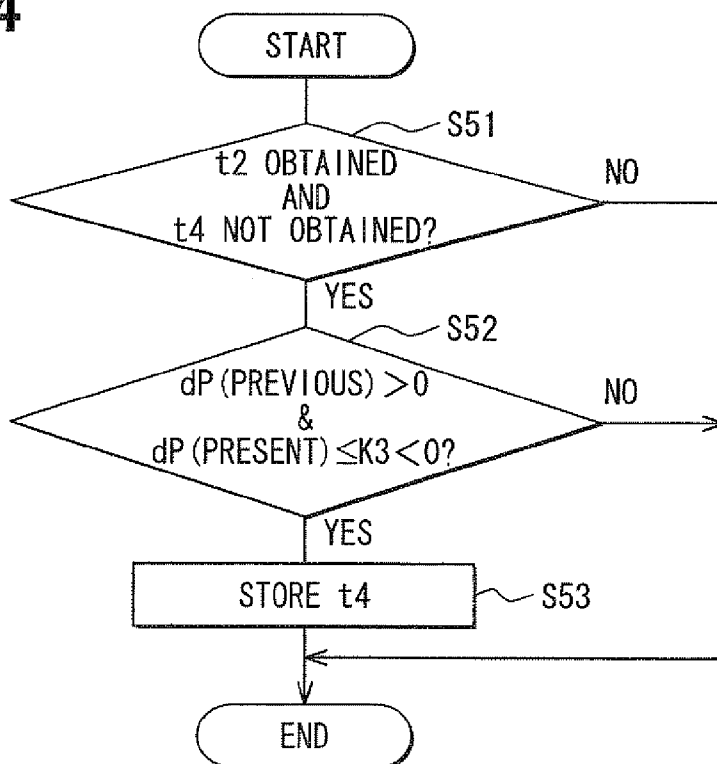 4
START
S51
t2 OBTAINED
AND
t4 NOT OBTAINED?
NO
YES
S52
dP(PREVIOUS)>0
&
dP(PRESENT)≤K3<0?
NO
YES
STORE t4
S53
END